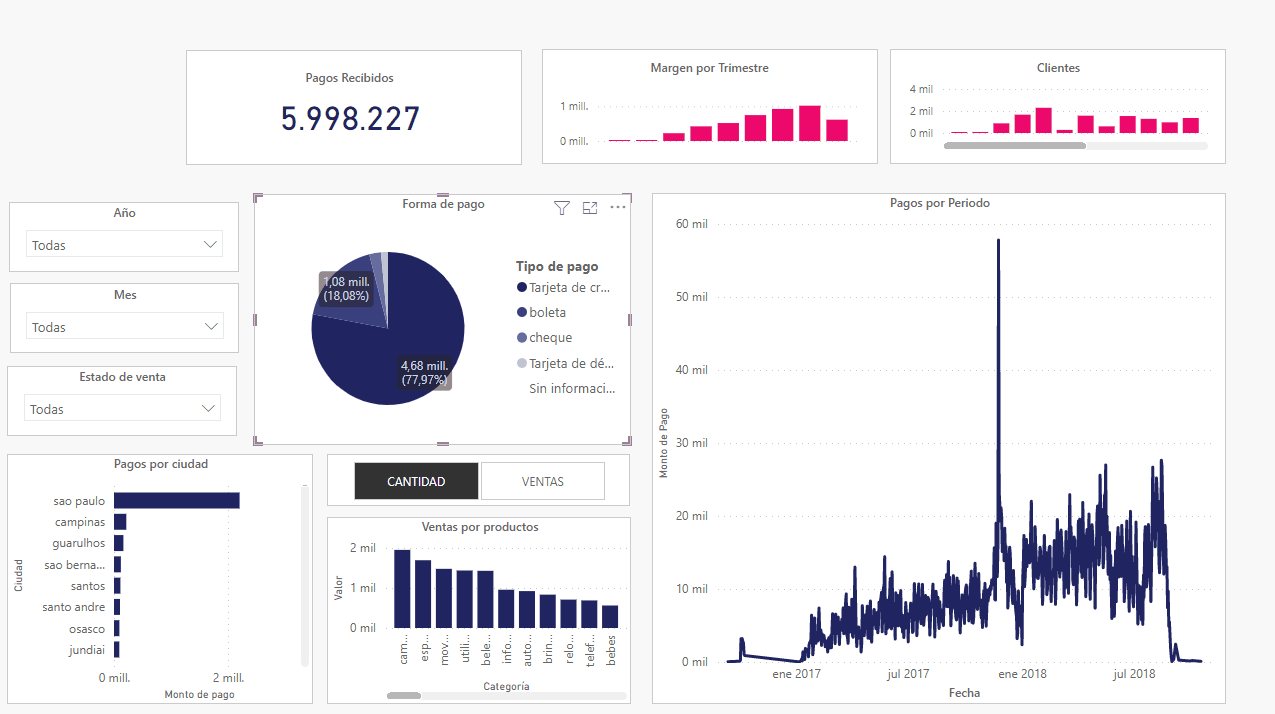 Pagos Recibidos
5.998.227
Margen por Trimestre
1 mill.
0 mill.
Clientes
4 mil
2 mil
0 mil
Año
Todas
Mes
Todas
Estado de venta
Todas
Forma de pago
1,08 mill.
(18,08%)
4,68 mill.
(77,97%)
Tipo de pago
Tarjeta de cr...
boleta
cheque
Tarjeta de dé...
Sin informaci...
Pagos por Periodo
60 mil
50 mil
40 mil
30 mil
20 mil
10 mil
0 mil
Monto de Pago
ene 2017
jul 2017
ene 2018
jul 2018
Fecha
Pagos por ciudad
Ciudad
sao paulo
campinas
guarulhos
sao berna...
santos
santo andre
osasco
jundiai
0 mill.
2 mill.
Monto de pago
CANTIDAD
VENTAS
Ventas por productos
Valor
2 mil
1 mil
0 mil
cam...
esp...
mov...
utili...
bele...
info...
auto...
brin...
relo...
telef...
bebes
Categoría